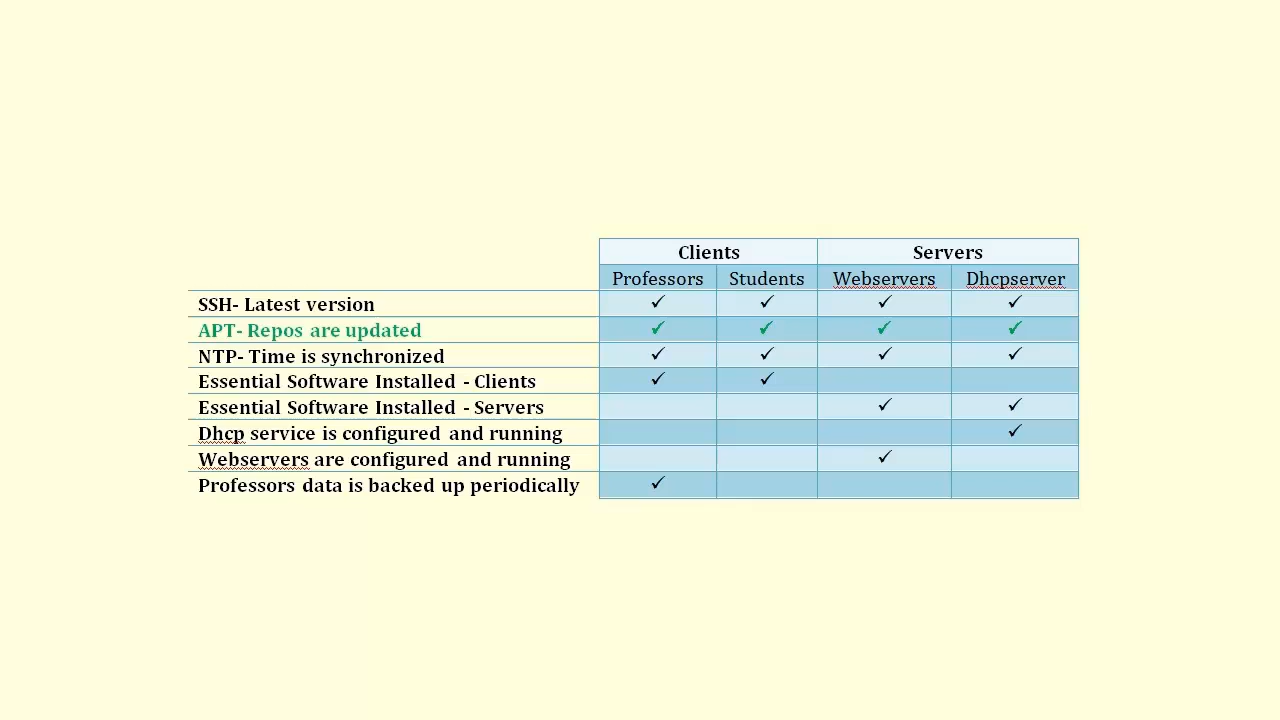 Clients Servers
Professors Students Webservers Dhcpserver
SSH- Latest version ✓ ✓ ✓ ✓
APT- Repos are updated ✓ ✓ ✓ ✓
NTP- Time is synchronized ✓ ✓ ✓ ✓
Essential Software Installed - Clients ✓ ✓
Essential Software Installed - Servers ✓ ✓
Dhcp service is configured and running ✓
Webservers are configured and running ✓
Professors data is backed up periodically ✓